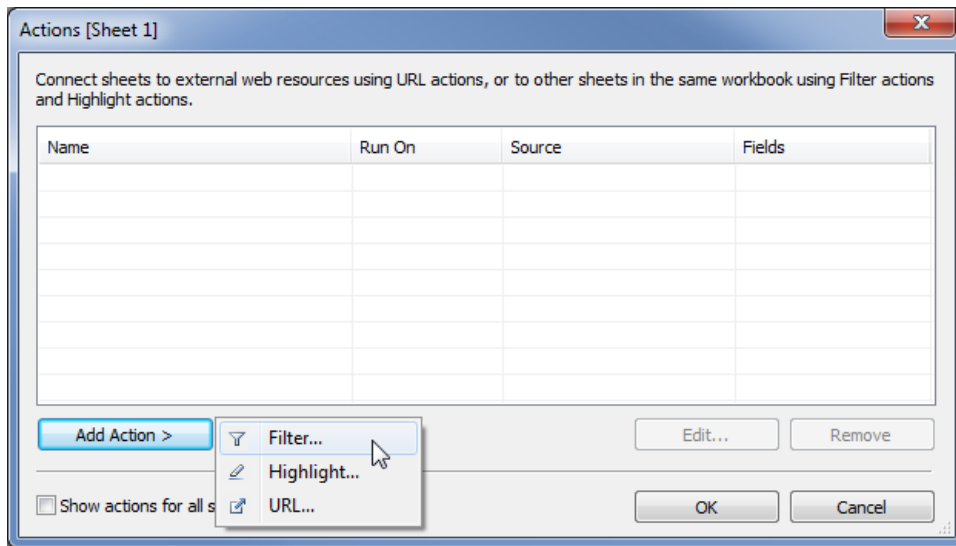 Actions [Sheet 1]
Connect sheets to external web resources using URL actions, or to other sheets in the same workbook using Filter actions
and Highlight actions.
Name Run On Source Fields
Add Action > Filter... Edit... Remove
Highlight...
Show actions for all s URL... OK Cancel